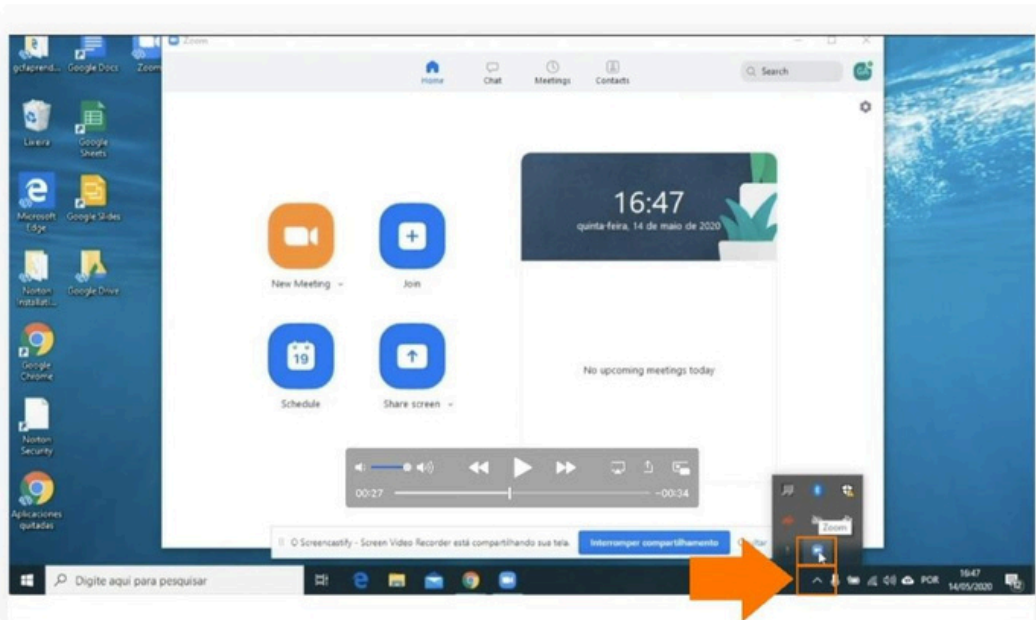 Zoom
Home
Chat
Meetings
Contacts
Search
gcfaprend...
Google Docs
Zoom
Lixeira
Google
Sheets
Microsoft
Edge
Google Slides
Norton
Installati...
Google Drive
Google
Chrome
Norton
Security
Aplicaciones
quitadas
16:47
quinta-feira, 14 de maio de 2020
New Meeting
Join
19
Schedule
Share screen
No upcoming meetings today
00:27
-00:34
O Screencastify - Screen Video Recorder está compartilhando sua tela.
Interromper compartilhamento
Zoom
Digite aqui para pesquisar
POR
16:47
14/05/2020